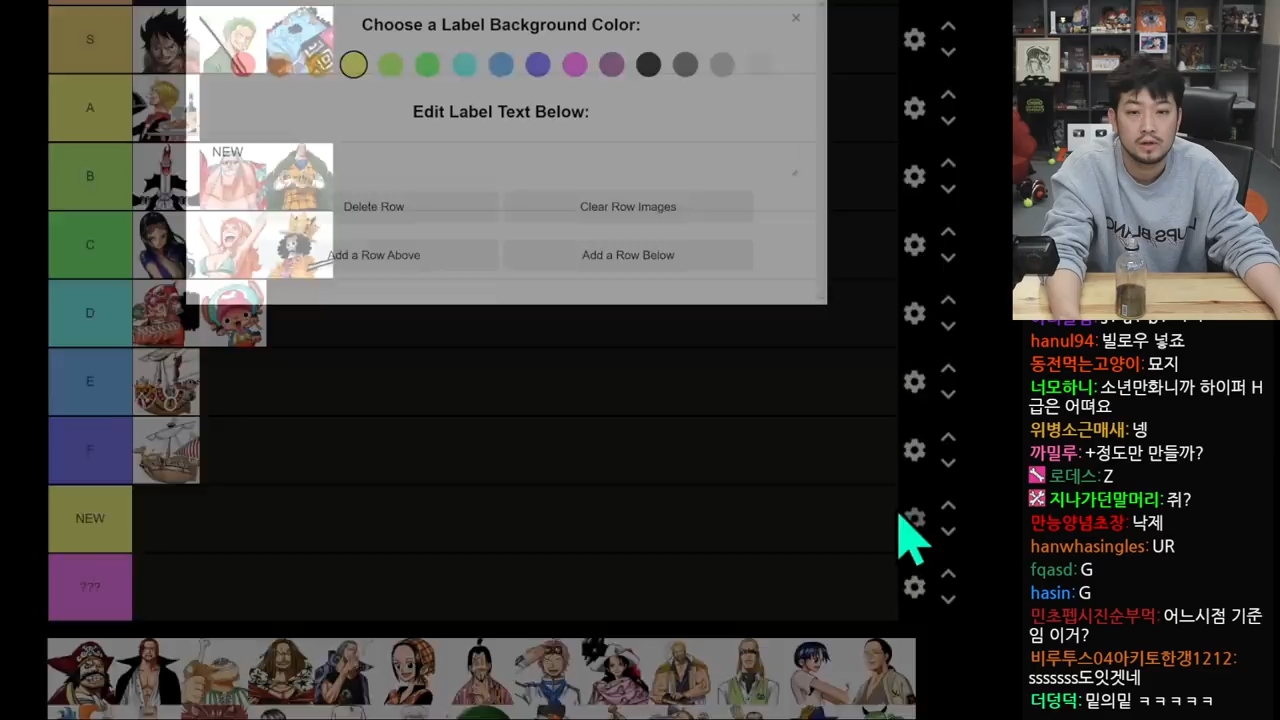 Choose a Label Background Color:
×
S
A
Edit Label Text Below:
NEW
B
Delete Row
Clear Row Images
C
Add a Row Above
Add a Row Below
D
E
F
NEW
???
hanul94: 빌로우 넣죠
동전먹는고양이: 묘지
너모하니: 소년만화니까 하이퍼 H
급은 어떠요
위병소근매새: 넹
까밀루: +정도만 만들까?
로데스: Z
지나가던말머리: 쥐?
만능양념초장: 낙제
hanwhasingles: UR
fqasd: G
hasin: G
민초펩시진순부먹: 어느시점 기준
임 이거?
비루투스04아키토한갱1212:
sssssss도잇겟네
더덩덕: 밑의밑 ㅋㅋㅋㅋㅋ